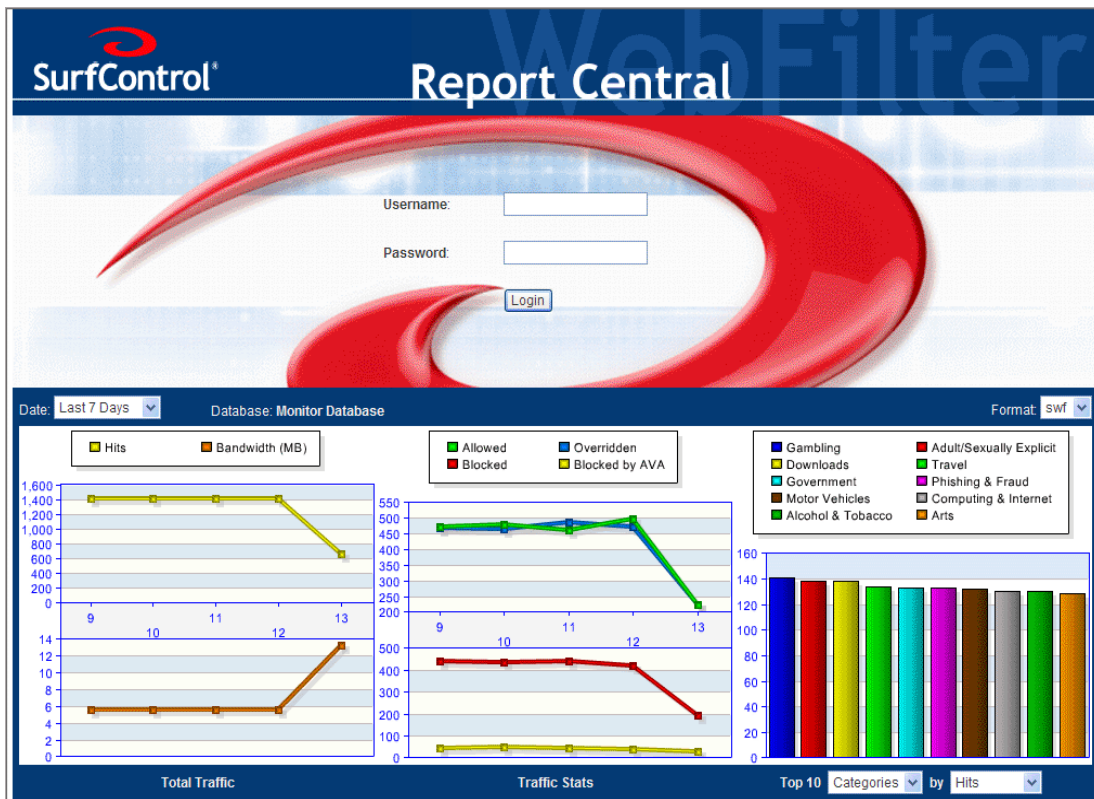 WebFilter
SurfControl®
Report Central
Username:
Password:
Login
Date: Last 7 Days
Database: Monitor Database
Format: swf
Hits
Bandwidth (MB)
1,600
1,400
1,200
1,000
800
600
400
200
0
9 10 11 12 13
14
12
10
8
6
4
2
0
Total Traffic
Allowed
Overridden
Blocked
Blocked by AVA
550
500
450
400
350
300
250
200
9 10 11 12 13
500
400
300
200
100
0
Traffic Stats
Gambling
Adult/Sexually Explicit
Downloads
Travel
Government
Phishing & Fraud
Motor Vehicles
Computing & Internet
Alcohol & Tobacco
Arts
160
140
120
100
80
60
40
20
0
Top 10 Categories by Hits